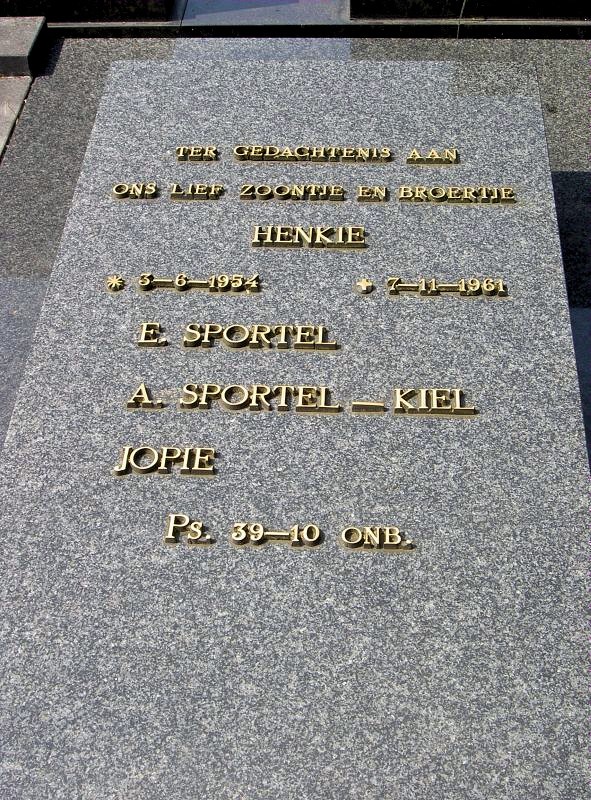 TER GEDACHTENIS AAN
ONS LIEF ZOONTJE EN BROERTJE
HENKIE
* 3-6-1954 + 7-11-1961
E. SPORTEL
A. SPORTEL - KIEL
JOPIE
Ps. 39-10 ONB.